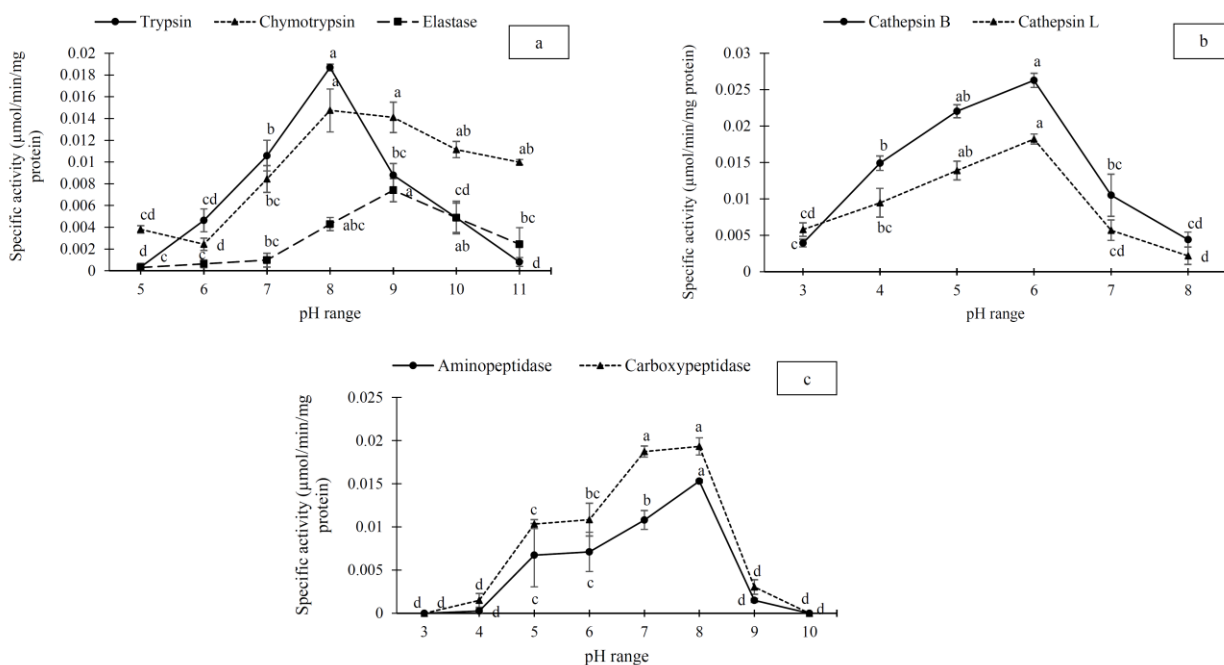 Trypsin Chymotrypsin Elastase
a
Specific activity (µmol/min/mg
protein)
0.02
0.018
0.016
0.014
0.012
0.01
0.008
0.006
0.004
0.002
0
a
a
a
b
ab
ab
bc
bc
cd
cd
a
cd
abc
bc
bc
ab
d
c
c
d
d
5 6 7 8 9 10 11
pH range
Cathepsin B Cathepsin L
b
Specific activity (µmol/min/mg protein)
0.03
0.025
0.02
0.015
0.01
0.005
0
a
ab
b
a
ab
bc
cd
bc
c
cd
cd
d
3 4 5 6 7 8
pH range
Aminopeptidase Carboxypeptidase
c
Specific activity (µmol/min/mg
protein)
0.025
0.02
0.015
0.01
0.005
0
a
a
a
c
bc
b
d
d
d d
d
c
c
d
d
d
3 4 5 6 7 8 9 10
pH range